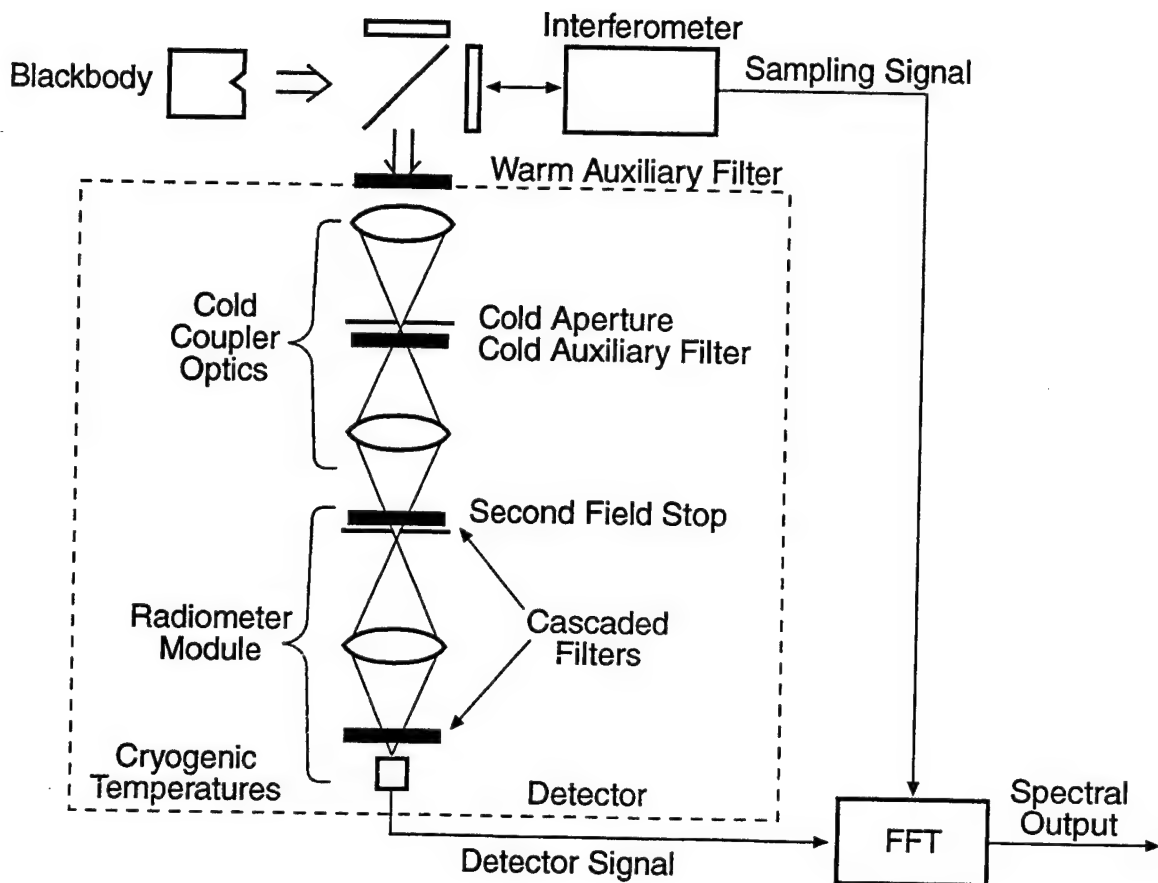 Interferometer
Blackbody
Sampling Signal
Warm Auxiliary Filter
Cold
Coupler
Optics
Cold Aperture
Cold Auxiliary Filter
Second Field Stop
Radiometer
Module
Cascaded
Filters
Cryogenic
Temperatures
Detector
Spectral
Output
FFT
Detector Signal